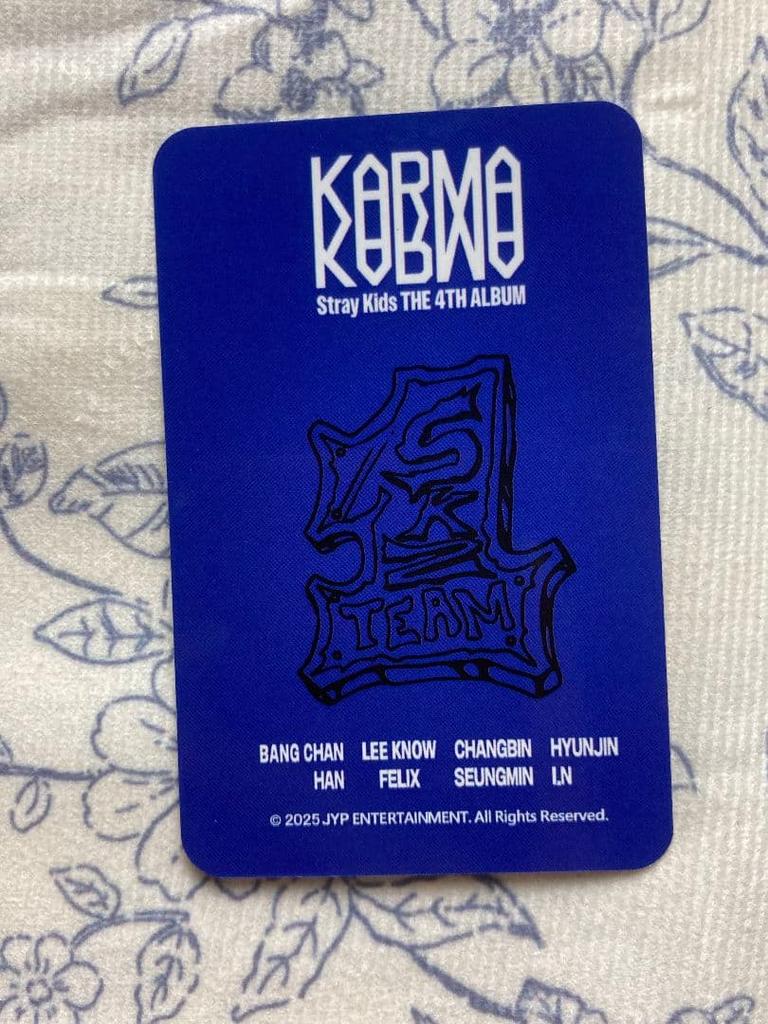 KARMA
Stray Kids THE 4TH ALBUM
SKZ
TEAM
BANG CHAN LEE KNOW CHANGBIN HYUNJIN
HAN FELIX SEUNGMIN I.N
© 2025 JYP ENTERTAINMENT. All Rights Reserved.